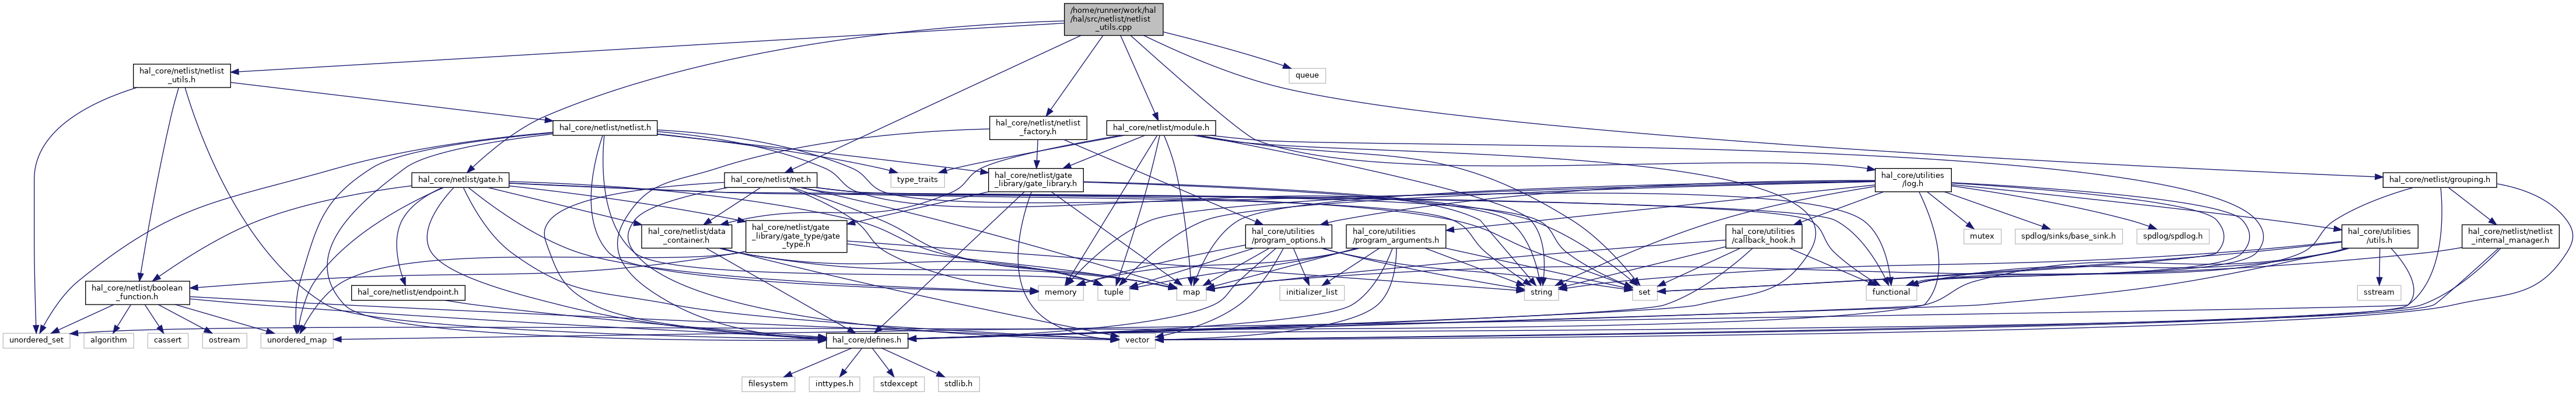 /home/runner/work/hal
/hal/src/netlist/netlist
_utils.cpp
hal_core/netlist/netlist
_utils.h
queue
hal_core/netlist/netlist.h
hal_core/netlist/netlist
_factory.h
hal_core/netlist/module.h
hal_core/netlist/gate.h
hal_core/netlist/net.h
type_traits
hal_core/netlist/gate
_library/gate_library.h
hal_core/utilities
/log.h
hal_core/netlist/grouping.h
hal_core/netlist/data
_container.h
hal_core/netlist/gate
_library/gate_type/gate
_type.h
hal_core/utilities
/program_options.h
hal_core/utilities
/program_arguments.h
hal_core/utilities
/callback_hook.h
mutex
spdlog/sinks/base_sink.h
spdlog/spdlog.h
hal_core/utilities
/utils.h
hal_core/netlist/netlist
_internal_manager.h
hal_core/netlist/boolean
_function.h
hal_core/netlist/endpoint.h
memory
tuple
map
initializer_list
string
set
functional
sstream
unordered_set
algorithm
cassert
ostream
unordered_map
hal_core/defines.h
vector
filesystem
inttypes.h
stdexcept
stdlib.h